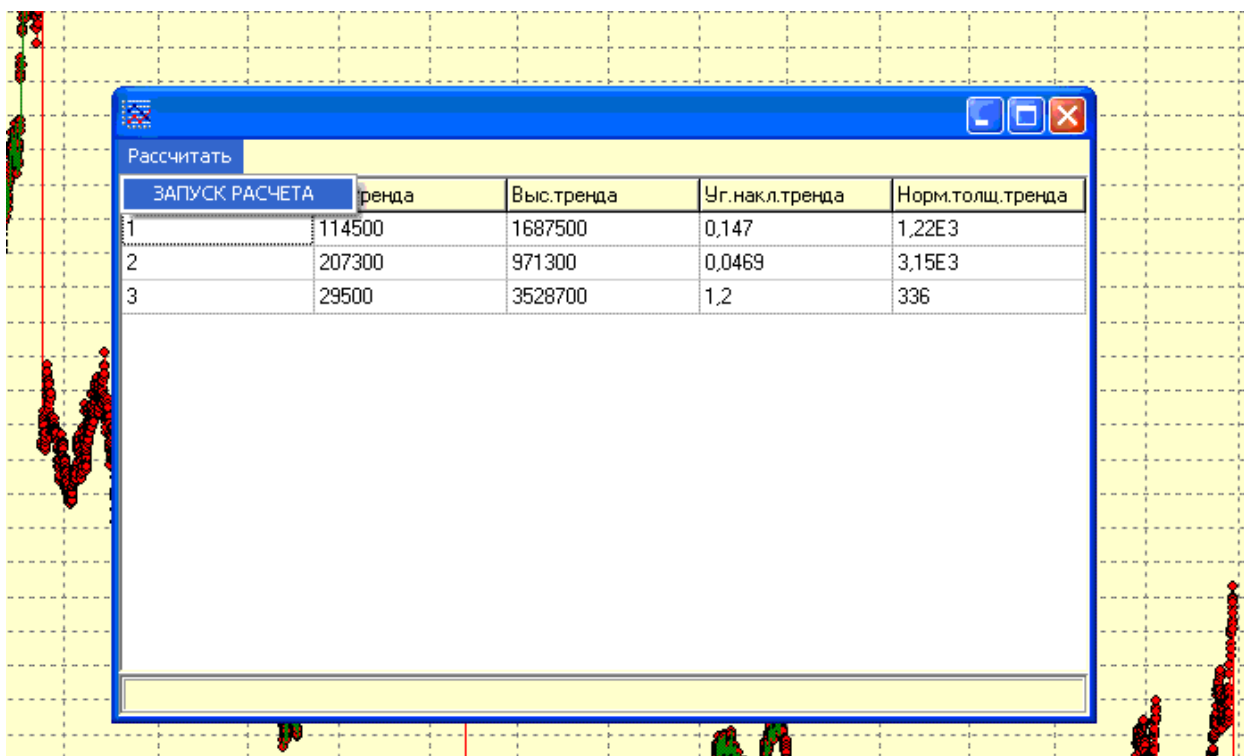 Рассчитать
ЗАПУСК РАСЧЕТА
тренда Выс.тренда Уг.накл.тренда Норм.толщ.тренда
1 114500 1687500 0,147 1,22E3
2 207300 971300 0,0469 3,15E3
3 29500 3528700 1,2 336